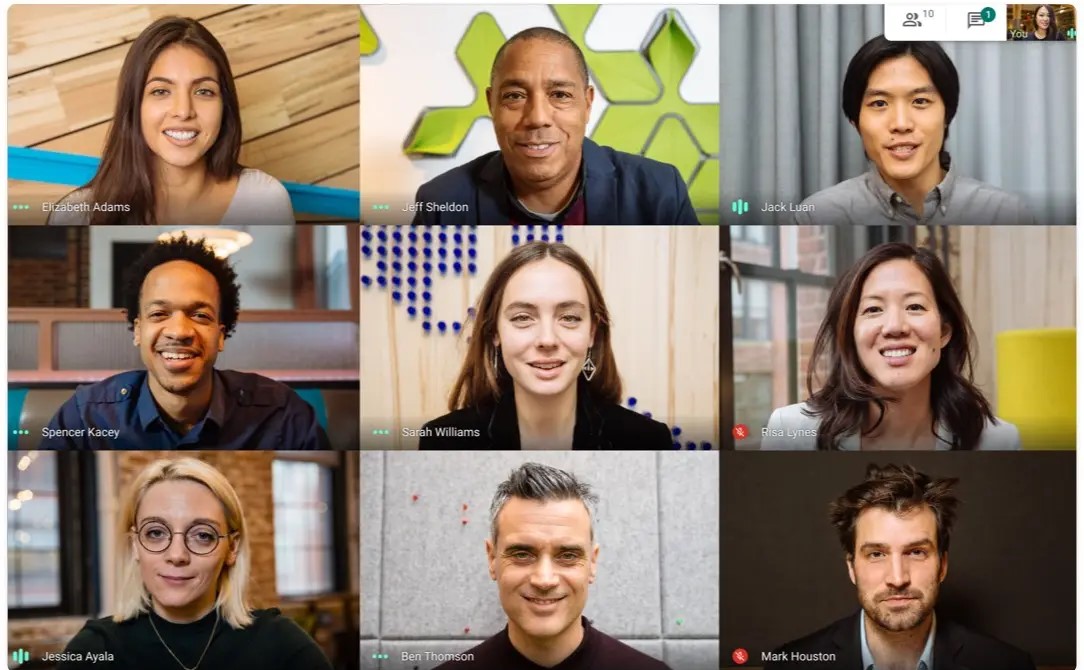 10
1
You
Elizabeth Adams
Jeff Sheldon
Jack Luan
Spencer Kacey
Sarah Williams
Risa Lynes
Jessica Ayala
Ben Thomson
Mark Houston